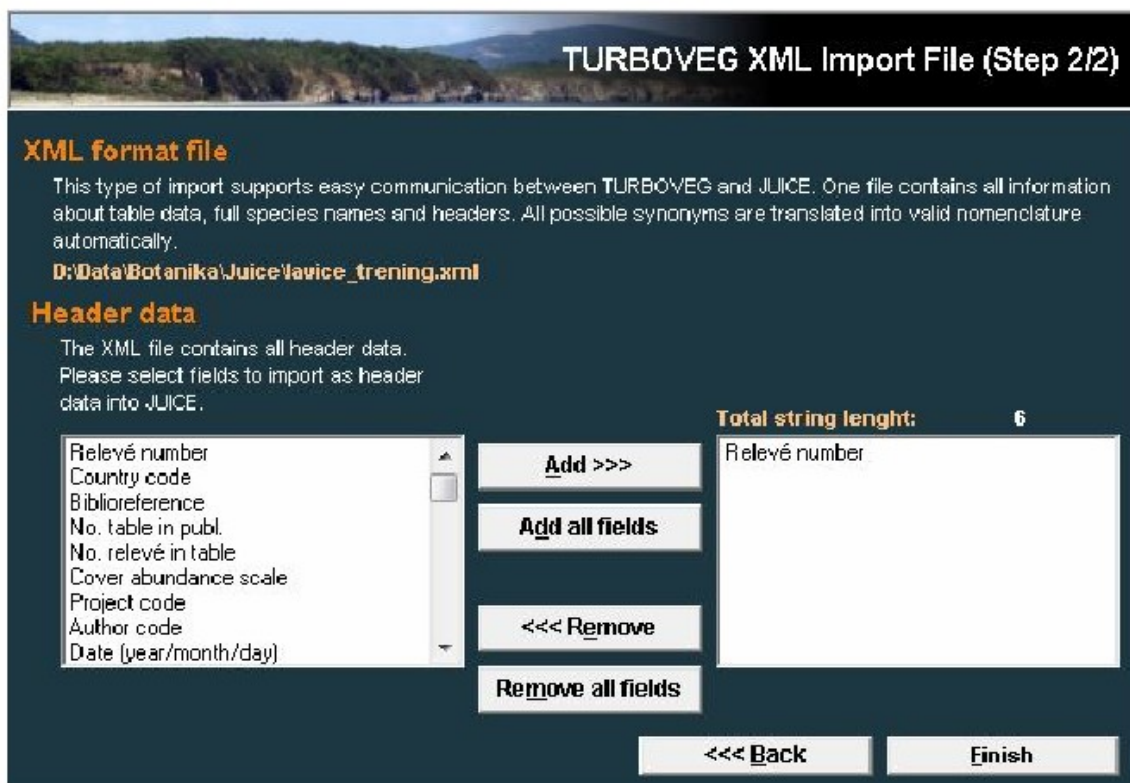 TURBOVEG XML Import File (Step 2/2)
XML format file
This type of import supports easy communication between TURBOVEG and JUICE. One file contains all information
about table data, full species names and headers. All possible synonyms are translated into valid nomenclature
automatically.
D:\Data\Botanika\Juice\lavice_trening.xml
Header data
The XML file contains all header data.
Please select fields to import as header
data into JUICE.
Relevé number
Country code
Biblioreference
No. table in publ.
No. relevé in table
Cover abundance scale
Project code
Author code
Date (year/month/day)
Add >>>
Add all fields
<<< Remove
Remove all fields
Total string lenght: 6
Relevé number
<<< Back
Finish